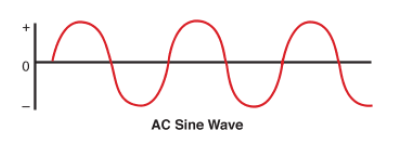 +
0
–
AC Sine Wave